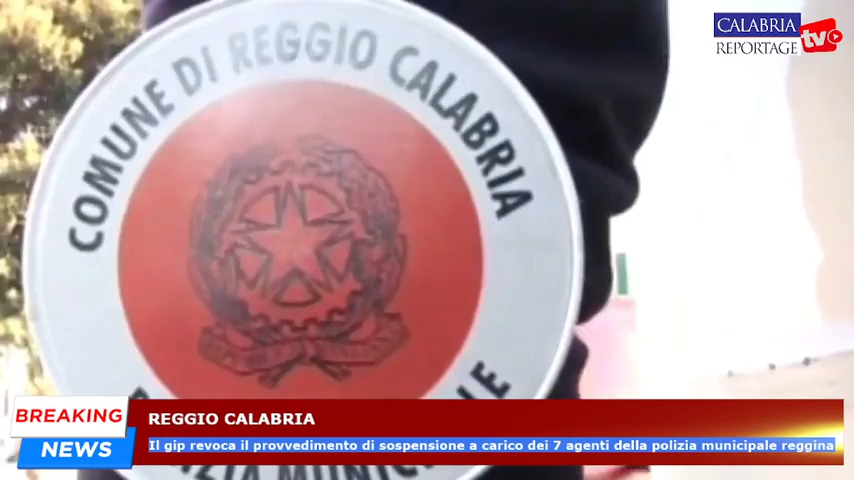 CALABRIA
REPORTAGE tv
COMUNE DI REGGIO CALABRIA
BREAKING
NEWS
REGGIO CALABRIA
Il gip revoca il provvedimento di sospensione a carico dei 7 agenti della polizia municipale reggina